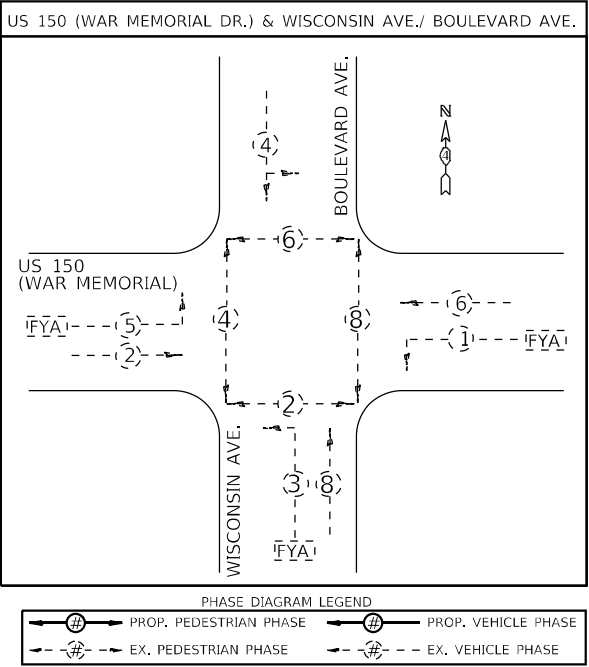 US 150 (WAR MEMORIAL DR.) & WISCONSIN AVE./ BOULEVARD AVE.
BOULEVARD AVE.
N
4
4
6
US 150
(WAR MEMORIAL)
FYA
5
2
4
8
6
1
FYA
2
WISCONSIN AVE.
3
8
FYA
PHASE DIAGRAM LEGEND
# PROP. PEDESTRIAN PHASE
# PROP. VEHICLE PHASE
# EX. PEDESTRIAN PHASE
# EX. VEHICLE PHASE